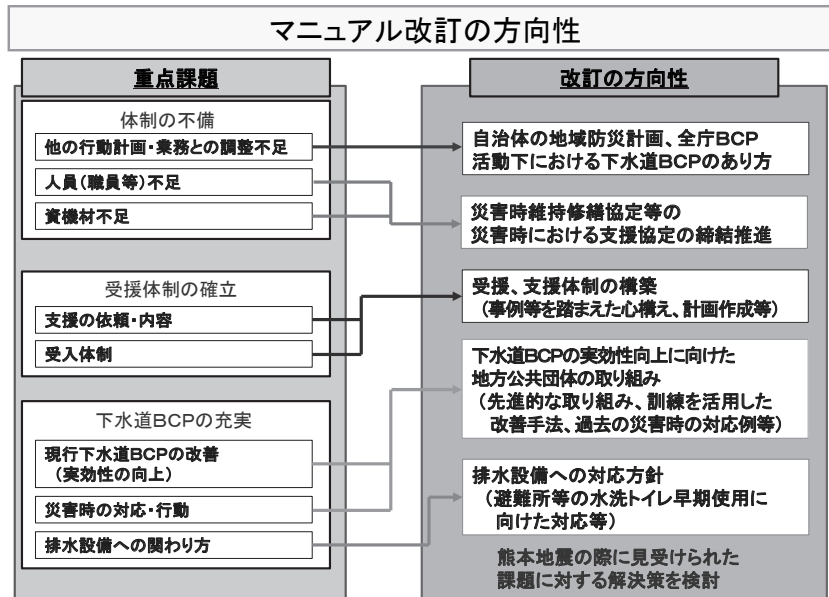 マニュアル改訂の方向性
重点課題
体制の不備
他の行動計画・業務との調整不足
人員(職員等)不足
資機材不足
受援体制の確立
支援の依頼・内容
受入体制
下水道BCPの充実
現行下水道BCPの改善
(実効性の向上)
災害時の対応・行動
排水設備への関わり方
改訂の方向性
自治体の地域防災計画、全庁BCP
活動下における下水道BCPのあり方
災害時維持修繕協定等の
災害時における支援協定の締結推進
受援、支援体制の構築
(事例等を踏まえた心構え、計画作成等)
下水道BCPの実効性向上に向けた
地方公共団体の取り組み
(先進的な取り組み、訓練を活用した
改善手法、過去の災害時の対応例等)
排水設備への対応方針
(避難所等の水洗トイレ早期使用に
向けた対応等)
熊本地震の際に見受けられた
課題に対する解決策を検討